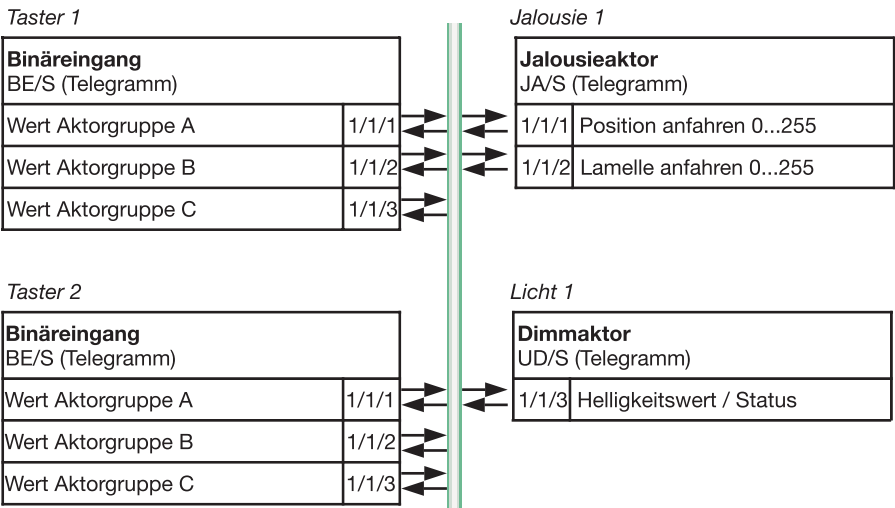 Taster 1
Binäreingang
BE/S (Telegramm)
Wert Aktorgruppe A 1/1/1
Wert Aktorgruppe B 1/1/2
Wert Aktorgruppe C 1/1/3
Jalousie 1
Jalousieaktor
JA/S (Telegramm)
1/1/1 Position anfahren 0...255
1/1/2 Lamelle anfahren 0...255
Taster 2
Binäreingang
BE/S (Telegramm)
Wert Aktorgruppe A 1/1/1
Wert Aktorgruppe B 1/1/2
Wert Aktorgruppe C 1/1/3
Licht 1
Dimmaktor
UD/S (Telegramm)
1/1/3 Helligkeitswert / Status